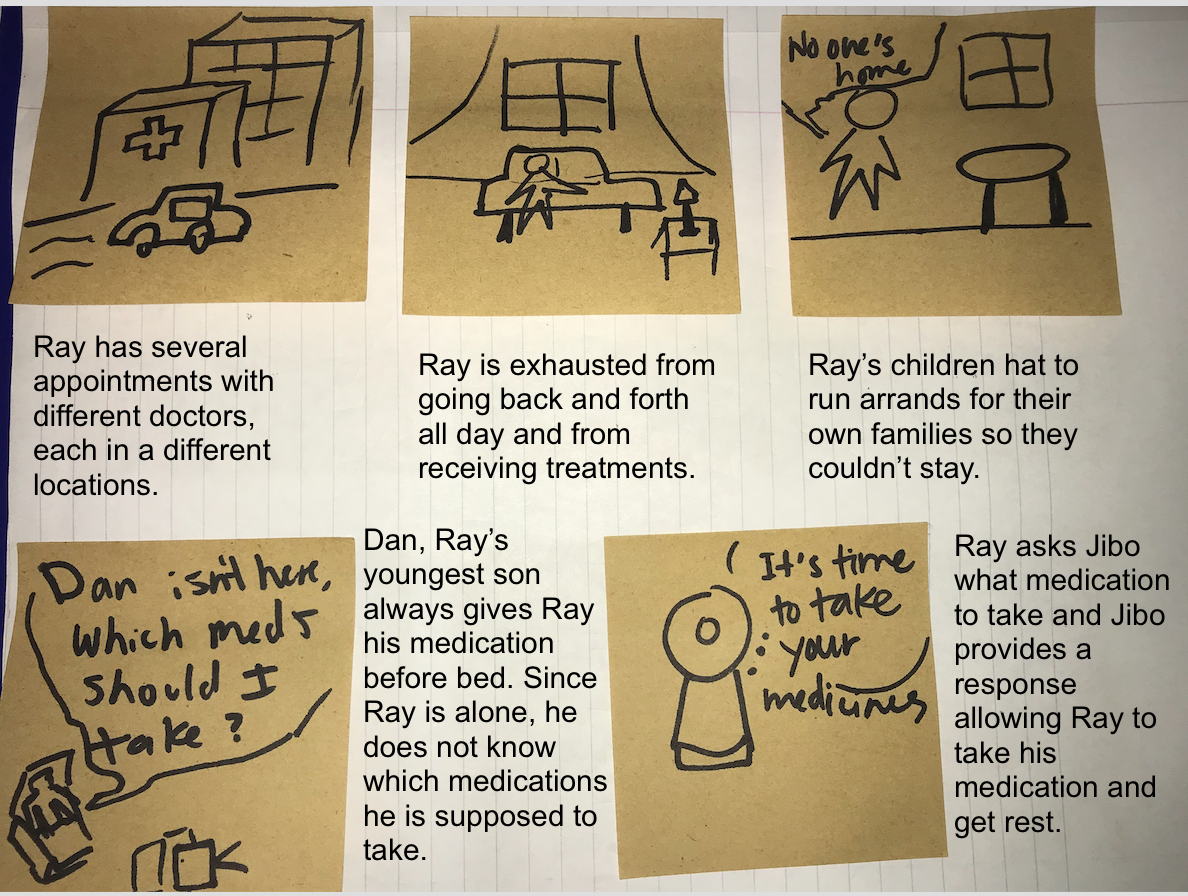 No one's
home
Ray has several
appointments with
different doctors,
each in a different
locations.
Ray is exhausted from
going back and forth
all day and from
receiving treatments.
Ray's children hat to
run arrands for their
own families so they
couldn't stay.
Dan isn't here,
which meds
should I
take?
Dan, Ray's
youngest son
always gives Ray
his medication
before bed. Since
Ray is alone, he
does not know
which medications
he is supposed to
take.
It's time
to take
your
medicines
Ray asks Jibo
what medication
to take and Jibo
provides a
response
allowing Ray to
take his
medication and
get rest.